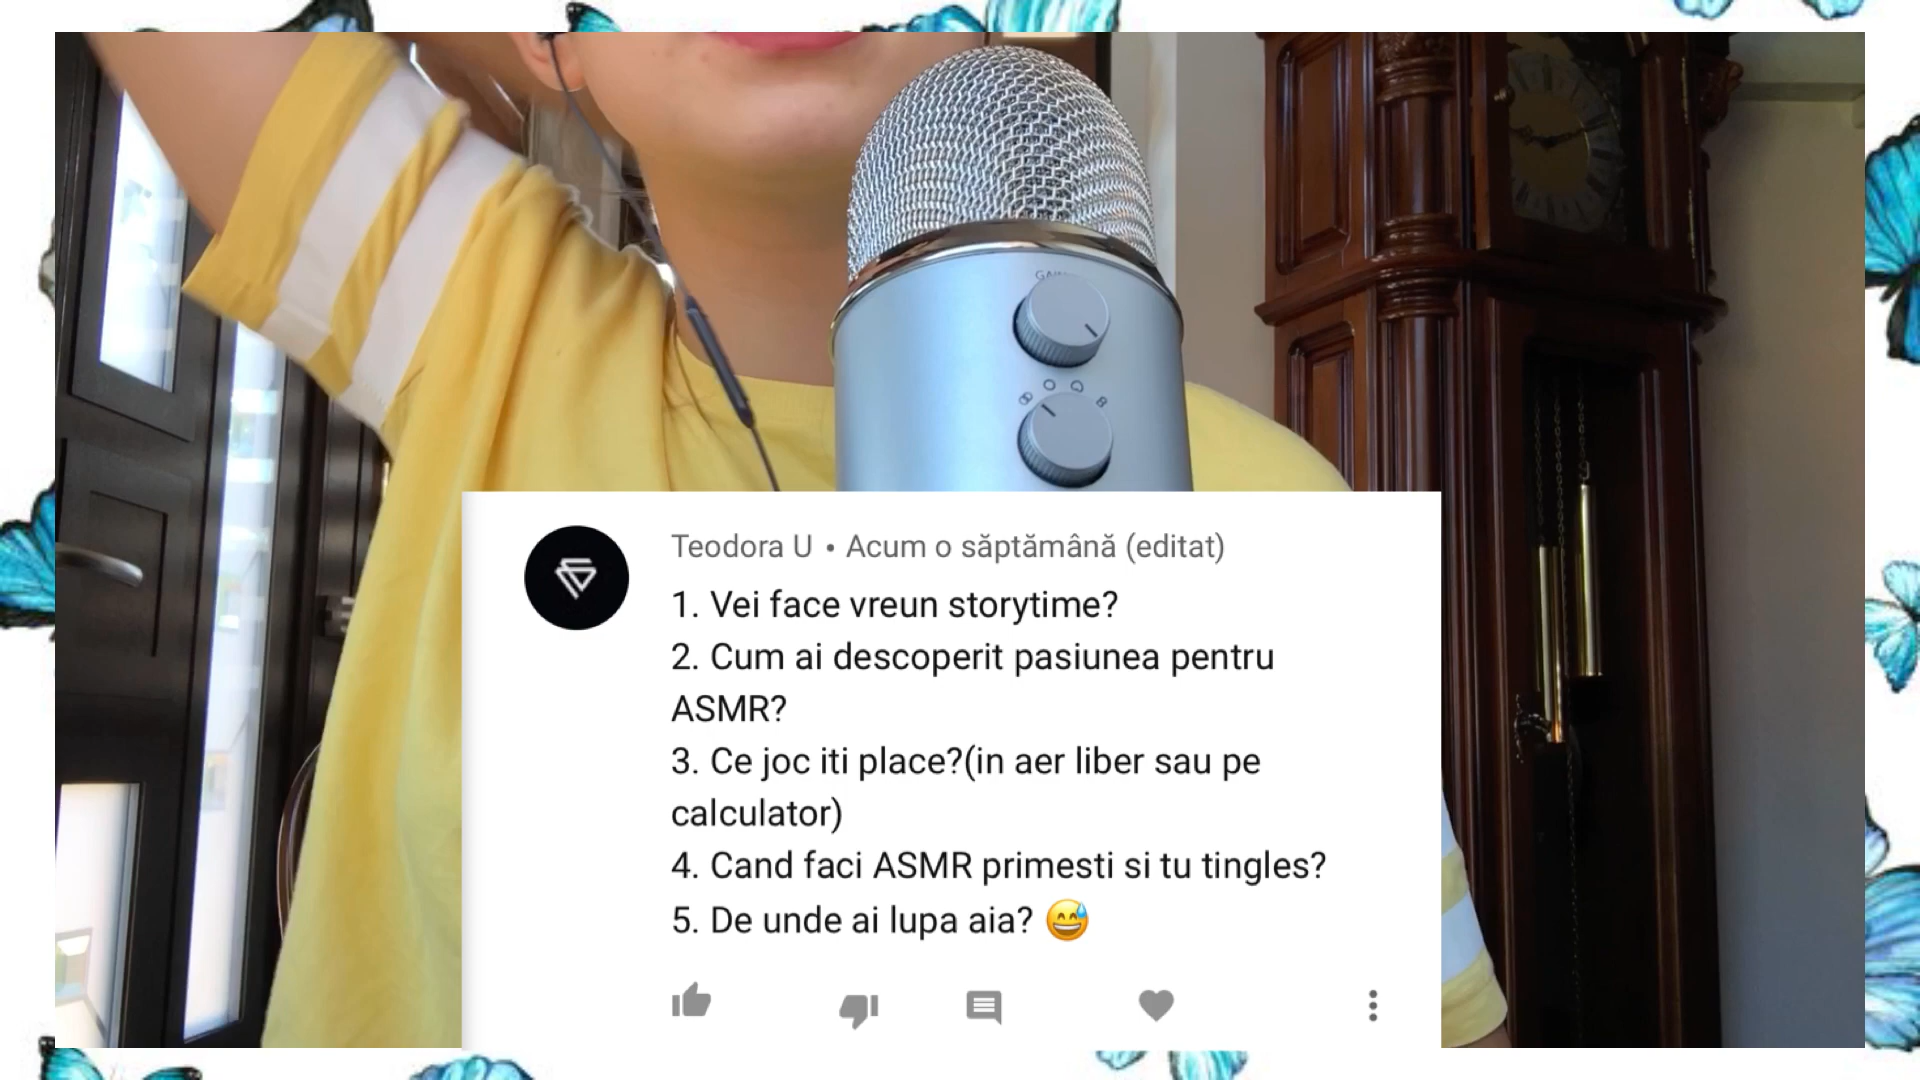 GAIN
Teodora U • Acum o săptămână (editat)
1. Vei face vreun storytime?
2. Cum ai descoperit pasiunea pentru
ASMR?
3. Ce joc iti place?(in aer liber sau pe
calculator)
4. Cand faci ASMR primesti si tu tingles?
5. De unde ai lupa aia? 😅